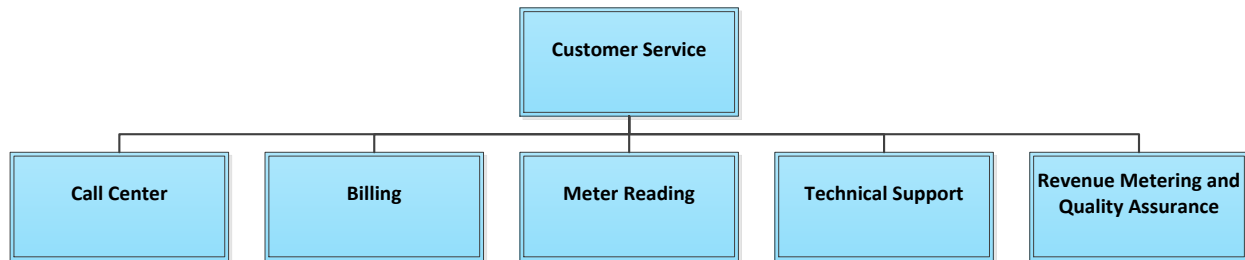 Customer Service
Call Center
Billing
Meter Reading
Technical Support
Revenue Metering and
Quality Assurance